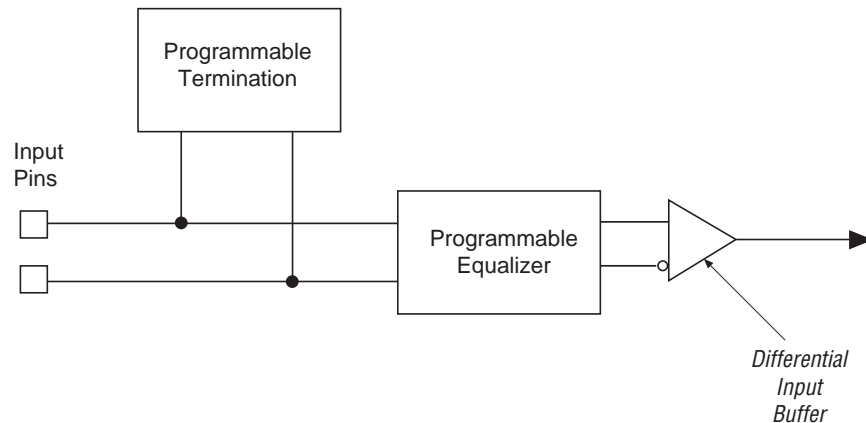 Programmable
Termination
Input
Pins
Programmable
Equalizer
Differential
Input
Buffer